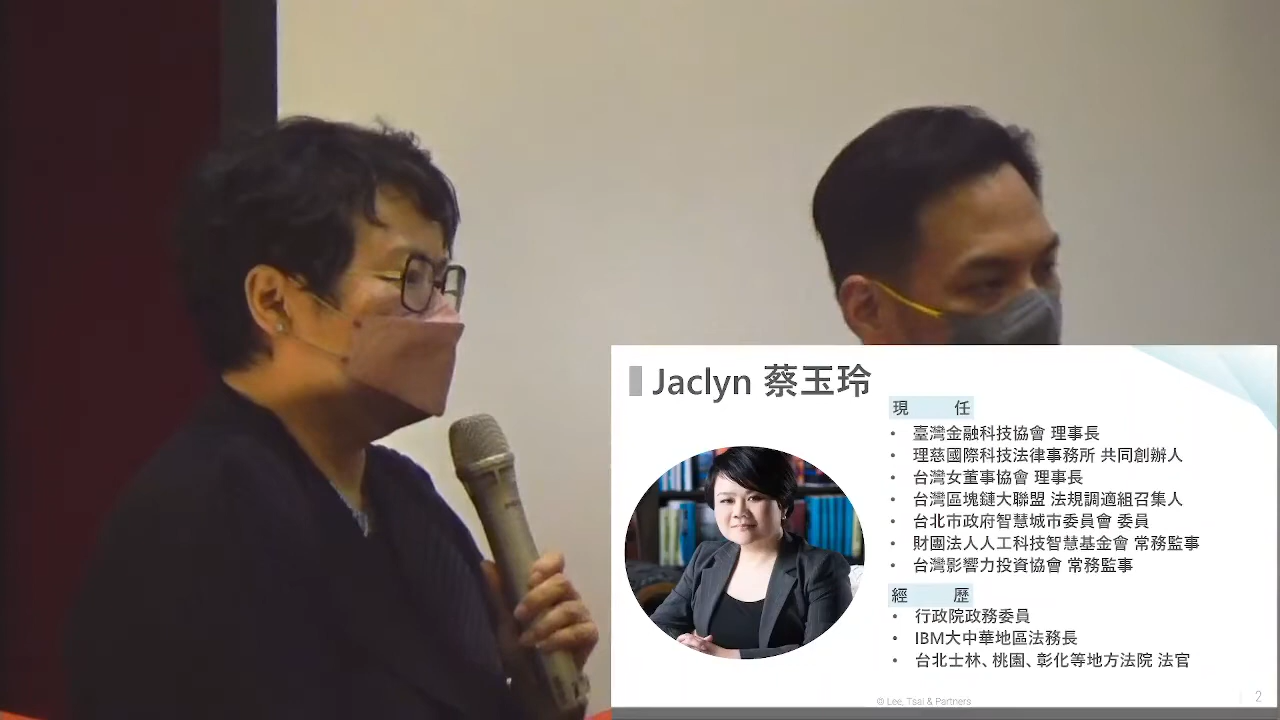 Jaclyn 蔡玉玲
現 任
• 臺灣金融科技協會 理事長
• 理慈國際科技法律事務所 共同創辦人
• 台灣女董事協會 理事長
• 台灣區塊鏈大聯盟 法規調適組召集人
• 台北市政府智慧城市委員會 委員
• 財團法人人工科技智慧基金會 常務監事
• 台灣影響力投資協會 常務監事
經 歷
• 行政院政務委員
• IBM大中華地區法務長
• 台北士林、桃園、彰化等地方法院 法官
© Lee, Tsai & Partners
2